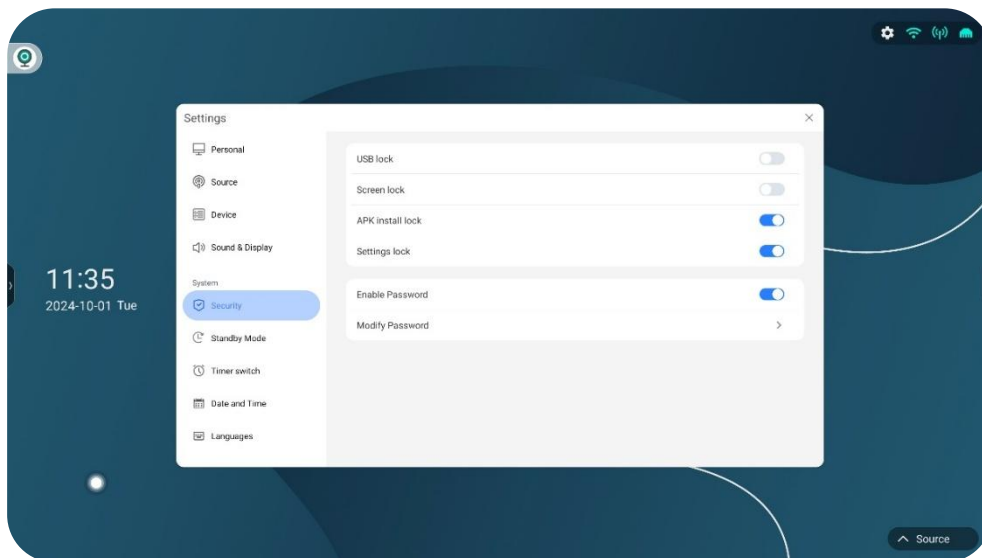 Settings
Personal
Source
Device
Sound & Display
System
Security
Standby Mode
Timer switch
Date and Time
Languages
USB lock
Screen lock
APK install lock
Settings lock
Enable Password
Modify Password
11:35
2024-10-01 Tue
Source